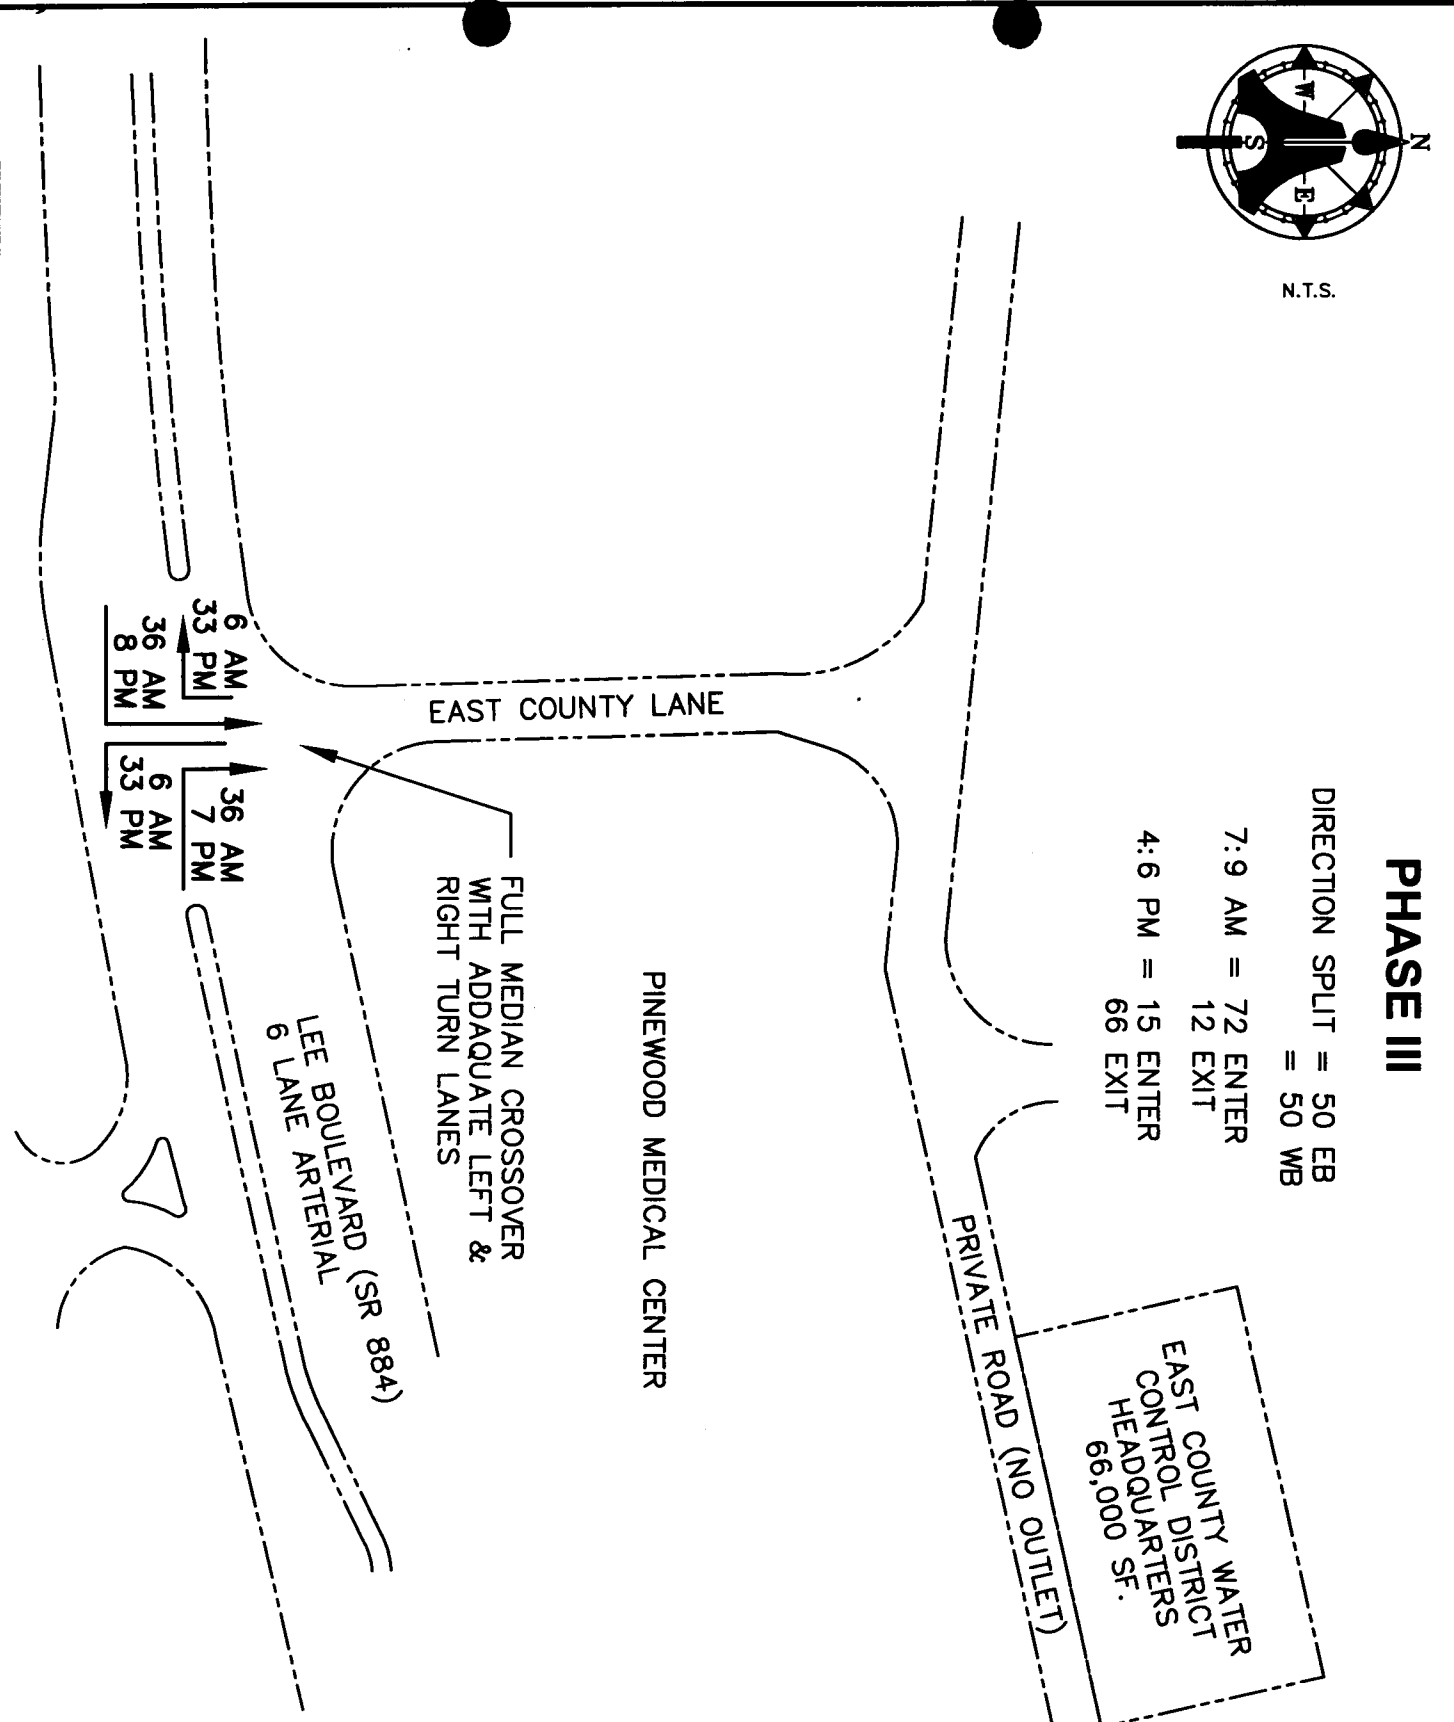 PHASE III
N
W
E
S
N.T.S.
DIRECTION SPLIT = 50 EB
= 50 WB
7:9 AM = 72 ENTER
12 EXIT
4:6 PM = 15 ENTER
66 EXIT
EAST COUNTY WATER
CONTROL DISTRICT
HEADQUARTERS
66,000 SF.
PRIVATE ROAD (NO OUTLET)
EAST COUNTY LANE
PINEWOOD MEDICAL CENTER
FULL MEDIAN CROSSOVER
WITH ADDAQUATE LEFT &
RIGHT TURN LANES
LEE BOULEVARD (SR 884)
6 LANE ARTERIAL
6 AM
33 PM
36 AM
8 PM
36 AM
7 PM
6 AM
33 PM